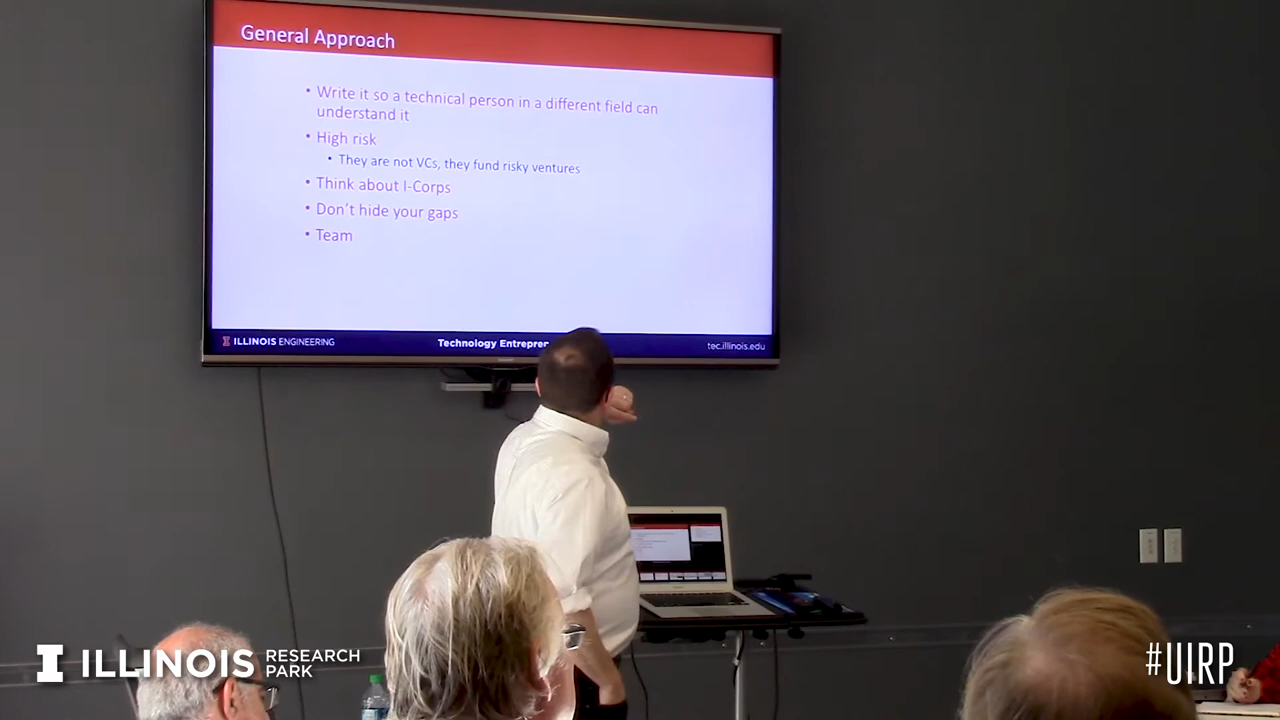 General Approach
• Write it so a technical person in a different field can
understand it
• High risk
• They are not VCs, they fund risky ventures
• Think about I-Corps
• Don't hide your gaps
• Team
I ILLINOIS ENGINEERING
Technology Entrepren
tec.illinois.edu
I ILLINOIS RESEARCH
PARK
#UIRP